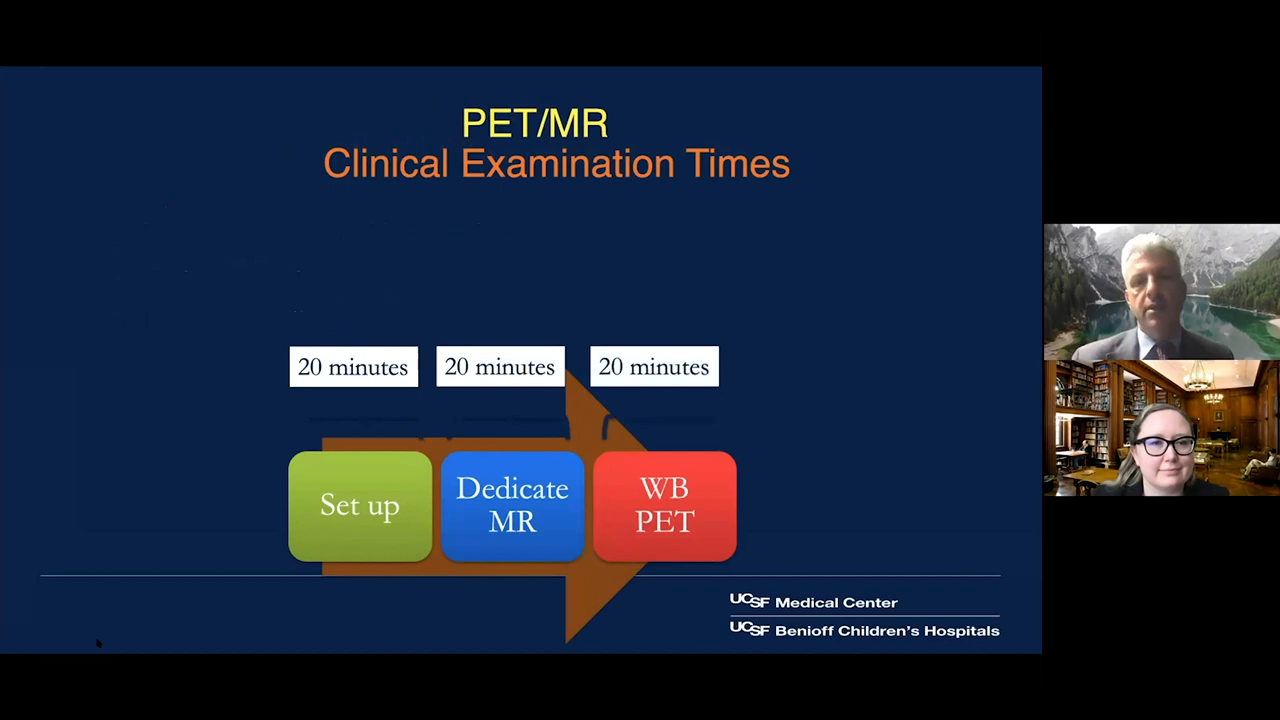 PET/MR
Clinical Examination Times
20 minutes
20 minutes
20 minutes
Set up
Dedicate
MR
WB
PET
UCSF Medical Center
UCSF Benioff Children's Hospitals